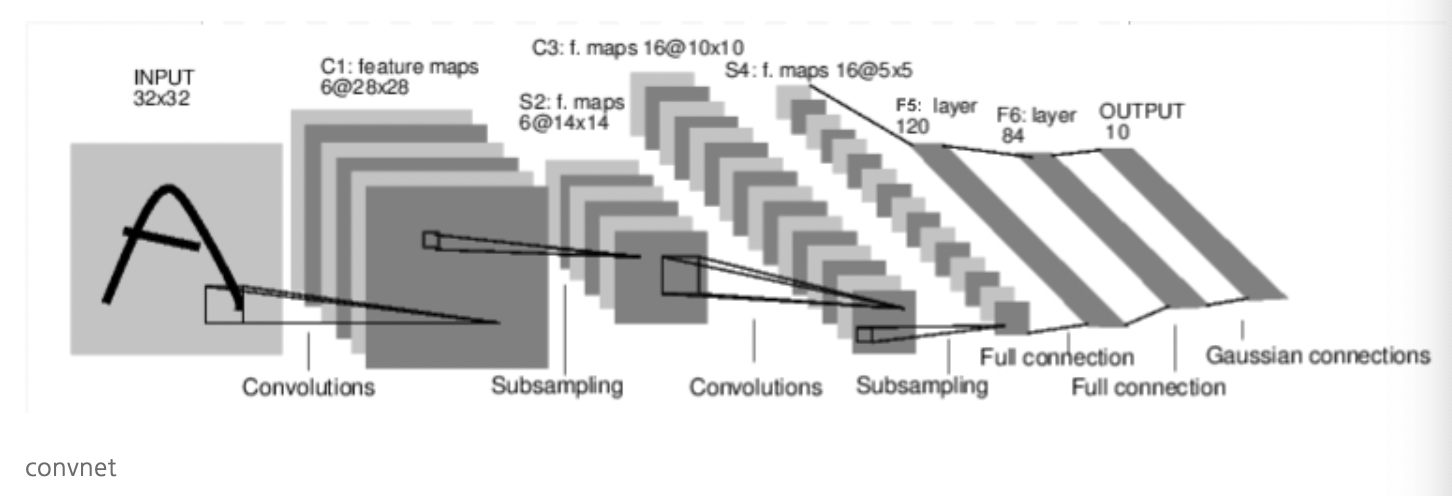 INPUT
32x32
C1: feature maps
6@28x28
S2: f. maps
6@14x14
C3: f. maps 16@10x10
S4: f. maps 16@5x5
F5: layer
120
F6: layer
84
OUTPUT
10
Convolutions
Subsampling
Convolutions
Subsampling
Full connection
Full connection
Gaussian connections
convnet